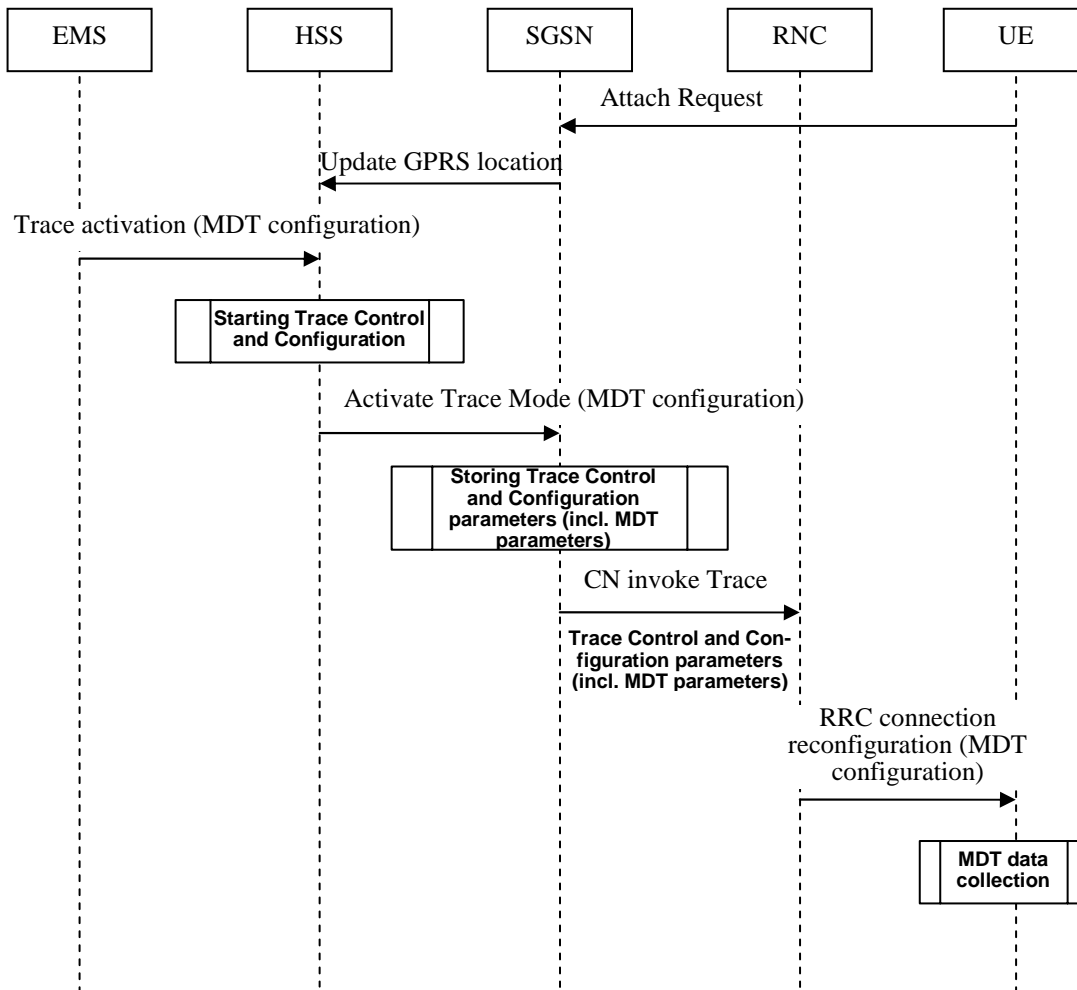 EMS
HSS
SGSN
RNC
UE
Attach Request
Update GPRS location
Trace activation (MDT configuration)
Starting Trace Control
and Configuration
Activate Trace Mode (MDT configuration)
Storing Trace Control
and Configuration
parameters (incl. MDT
parameters)
CN invoke Trace
Trace Control and Con-
figuration parameters
(incl. MDT parameters)
RRC connection
reconfiguration (MDT
configuration)
MDT data
collection